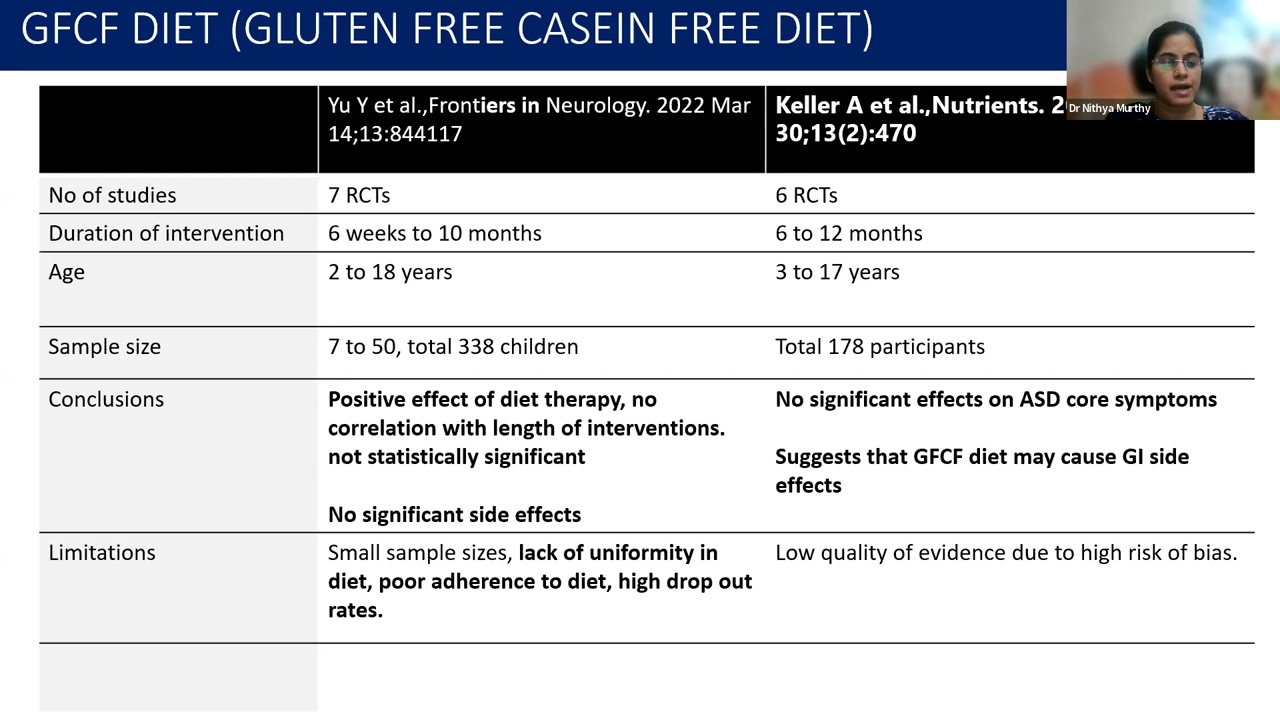 GFCF DIET (GLUTEN FREE CASEIN FREE DIET)
Dr Nithya Murthy
Yu Y et al.,Frontiers in Neurology. 2022 Mar
14;13:844117
Keller A et al.,Nutrients.
30;13(2):470
No of studies
7 RCTs
6 RCTs
Duration of intervention
6 weeks to 10 months
6 to 12 months
Age
2 to 18 years
3 to 17 years
Sample size
7 to 50, total 338 children
Total 178 participants
Conclusions
Positive effect of diet therapy, no
correlation with length of interventions.
not statistically significant
No significant side effects
No significant effects on ASD core symptoms
Suggests that GFCF diet may cause GI side
effects
Limitations
Small sample sizes, lack of uniformity in
diet, poor adherence to diet, high drop out
rates.
Low quality of evidence due to high risk of bias.